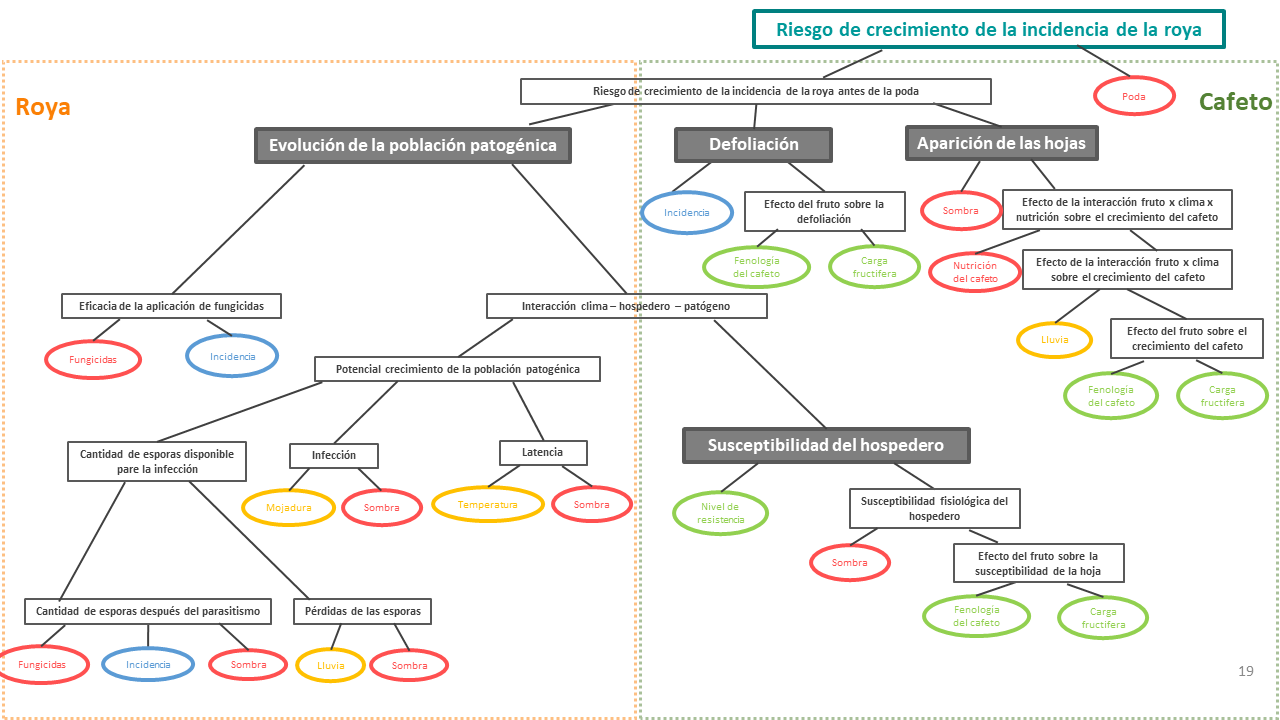 Riesgo de crecimiento de la incidencia de la roya
Roya
Cafeto
Riesgo de crecimiento de la incidencia de la roya antes de la poda
Poda
Evolución de la población patogénica
Defoliación
Aparición de las hojas
Incidencia
Efecto del fruto sobre la
defoliación
Sombra
Efecto de la interacción fruto x clima x
nutrición sobre el crecimiento del cafeto
Fenología
del cafeto
Carga
fructífera
Nutrición
del cafeto
Efecto de la interacción fruto x clima
sobre el crecimiento del cafeto
Eficacia de la aplicación de fungicidas
Interacción clima – hospedero – patógeno
Lluvia
Efecto del fruto sobre el
crecimiento del cafeto
Fungicidas
Incidencia
Potencial crecimiento de la población patogénica
Fenología
del cafeto
Carga
fructífera
Cantidad de esporas disponible
pare la infección
Infección
Latencia
Susceptibilidad del hospedero
Mojadura
Sombra
Temperatura
Sombra
Nivel de
resistencia
Susceptibilidad fisiológica del
hospedero
Sombra
Efecto del fruto sobre la
susceptibilidad de la hoja
Cantidad de esporas después del parasitismo
Pérdidas de las esporas
Fenología
del cafeto
Carga
fructífera
Fungicidas
Incidencia
Sombra
Lluvia
Sombra
19